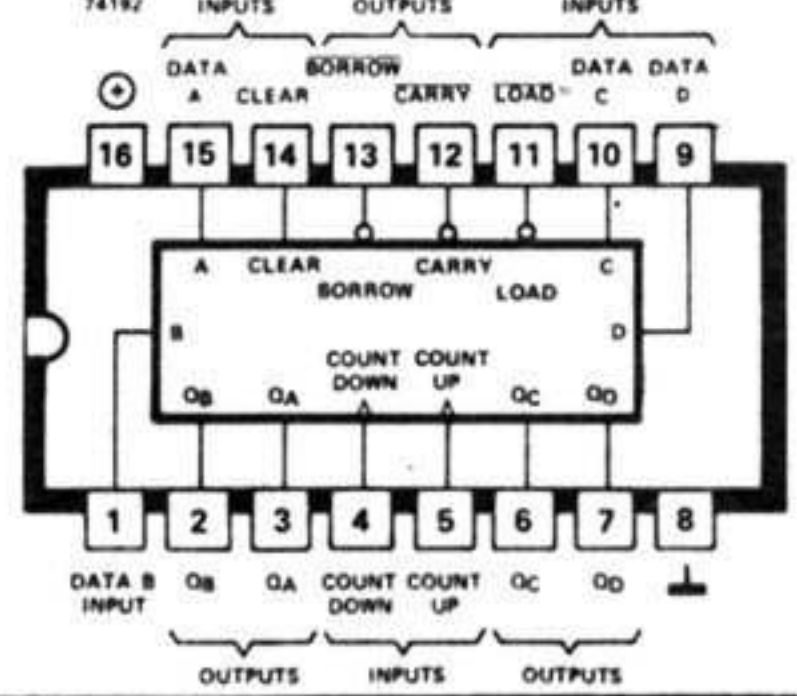 74192
INPUTS OUTPUTS INPUTS
DATA A CLEAR BORROW CARRY LOAD DATA C DATA D
16 15 14 13 12 11 10 9
A CLEAR BORROW CARRY LOAD C
B D
COUNT DOWN COUNT UP
QB QA QC QD
1 2 3 4 5 6 7 8
DATA B INPUT QB QA COUNT DOWN COUNT UP QC QD
OUTPUTS INPUTS OUTPUTS